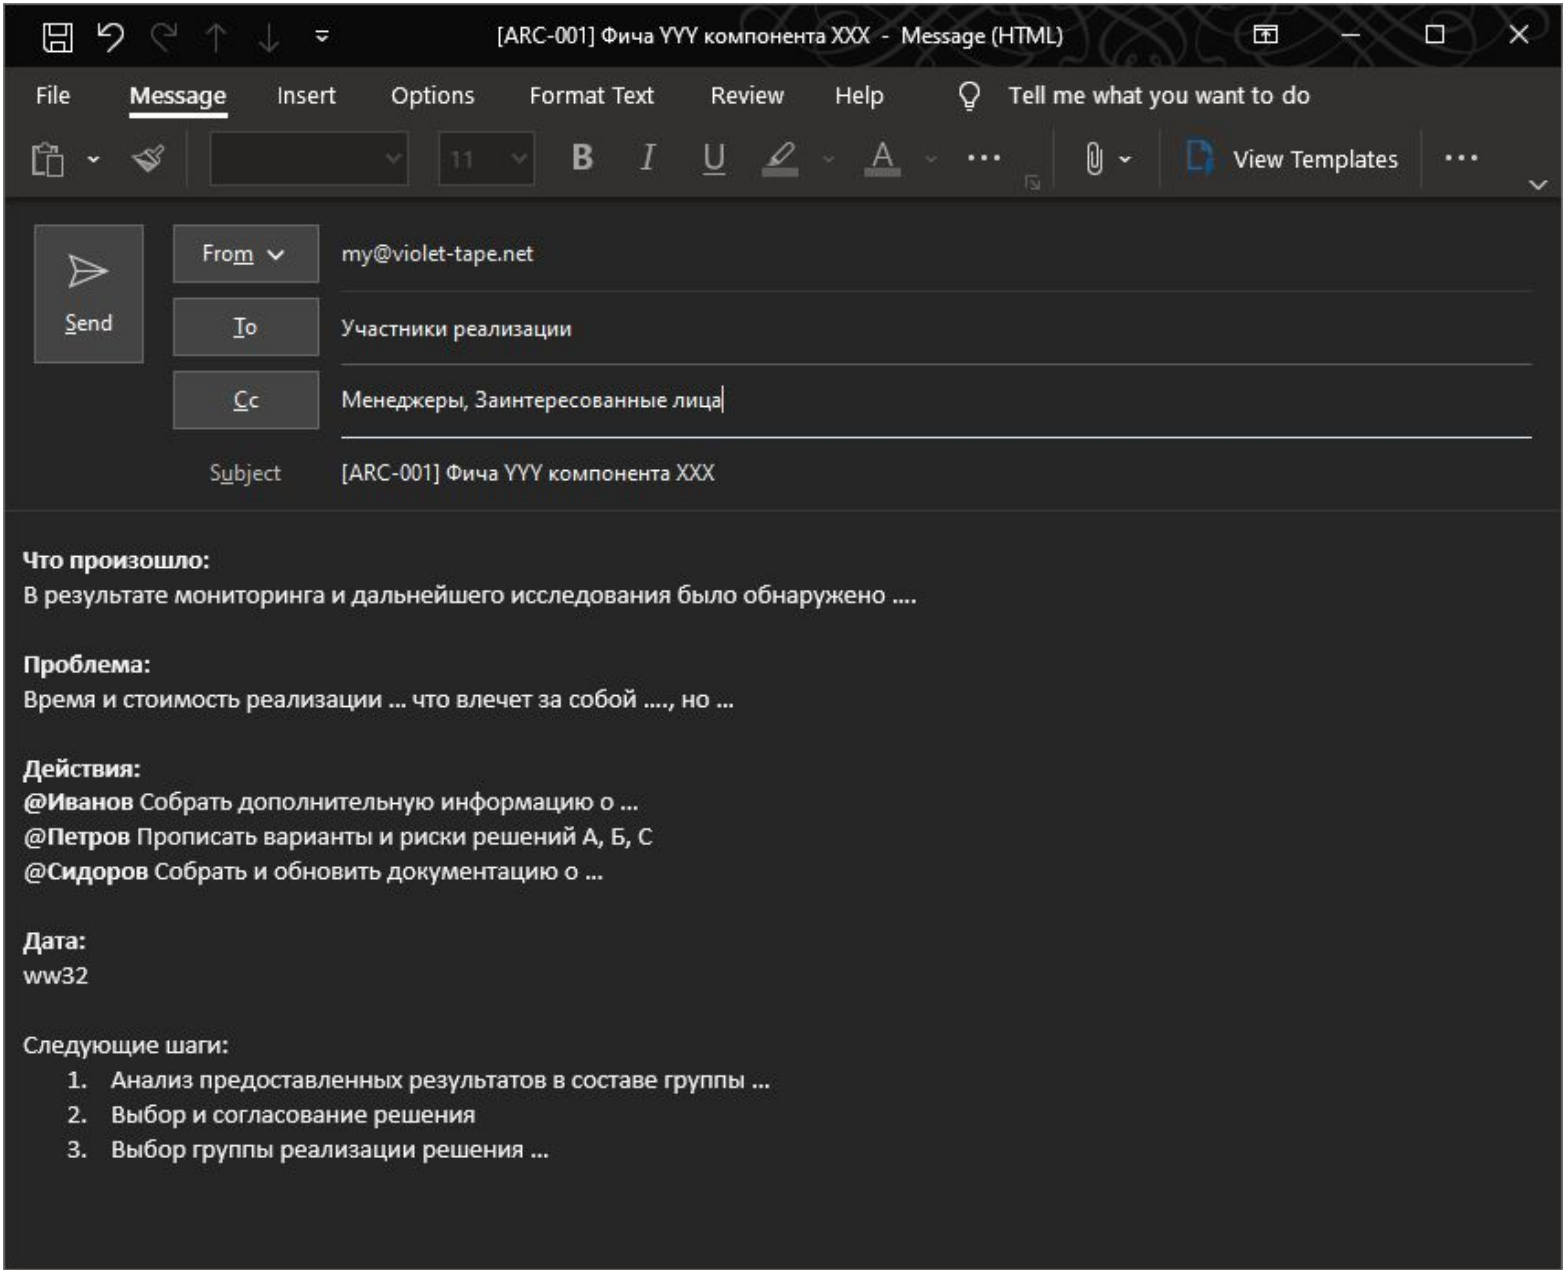 [ARC-001] Фича YYY компонента XXX - Message (HTML)
File Message Insert Options Format Text Review Help Tell me what you want to do
11 B I U A ... View Templates ...
Send
From my@violet-tape.net
To Участники реализации
Cc Менеджеры, Заинтересованные лица
Subject [ARC-001] Фича YYY компонента XXX
Что произошло:
В результате мониторинга и дальнейшего исследования было обнаружено ....
Проблема:
Время и стоимость реализации ... что влечет за собой ...., но ...
Действия:
@Иванов Собрать дополнительную информацию о ...
@Петров Прописать варианты и риски решений А, Б, С
@Сидоров Собрать и обновить документацию о ...
Дата:
ww32
Следующие шаги:
1. Анализ предоставленных результатов в составе группы ...
2. Выбор и согласование решения
3. Выбор группы реализации решения ...